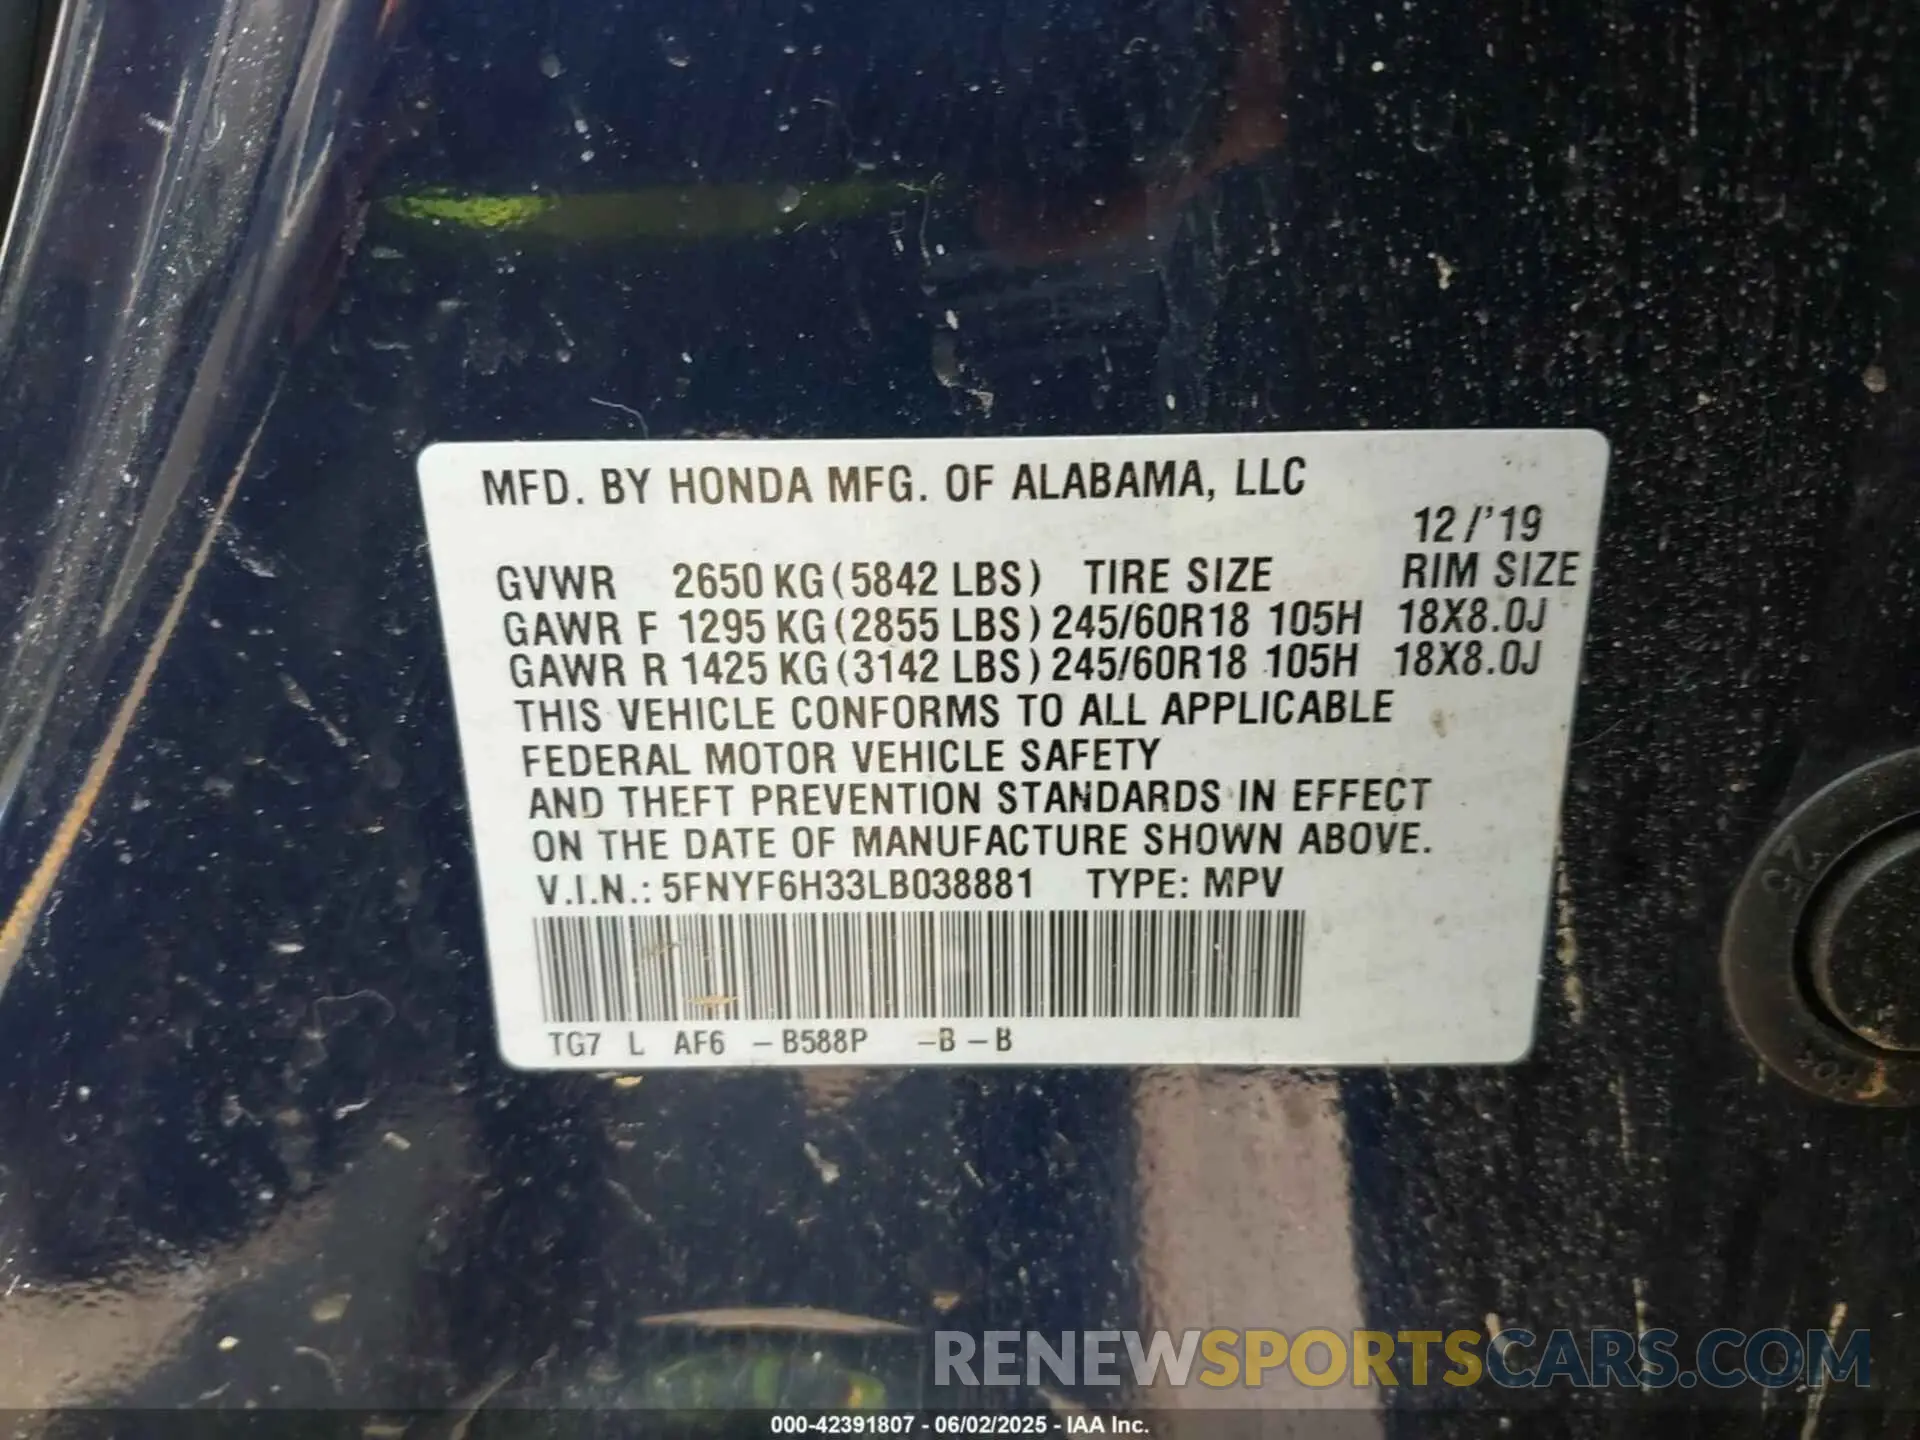 MFD. BY HONDA MFG. OF ALABAMA, LLC
12/'19
GVWR 2650 KG (5842 LBS) TIRE SIZE RIM SIZE
GAWR F 1295 KG (2855 LBS) 245/60R18 105H 18X8.0J
GAWR R 1425 KG (3142 LBS) 245/60R18 105H 18X8.0J
THIS VEHICLE CONFORMS TO ALL APPLICABLE
FEDERAL MOTOR VEHICLE SAFETY
AND THEFT PREVENTION STANDARDS IN EFFECT
ON THE DATE OF MANUFACTURE SHOWN ABOVE.
V.I.N.: 5FNYF6H33LB038881 TYPE: MPV
TG7 L AF6 -B588P -B-B
25
RENEWSPORTSCARS.COM
000-42391807 - 06/02/2025 - IAA Inc.